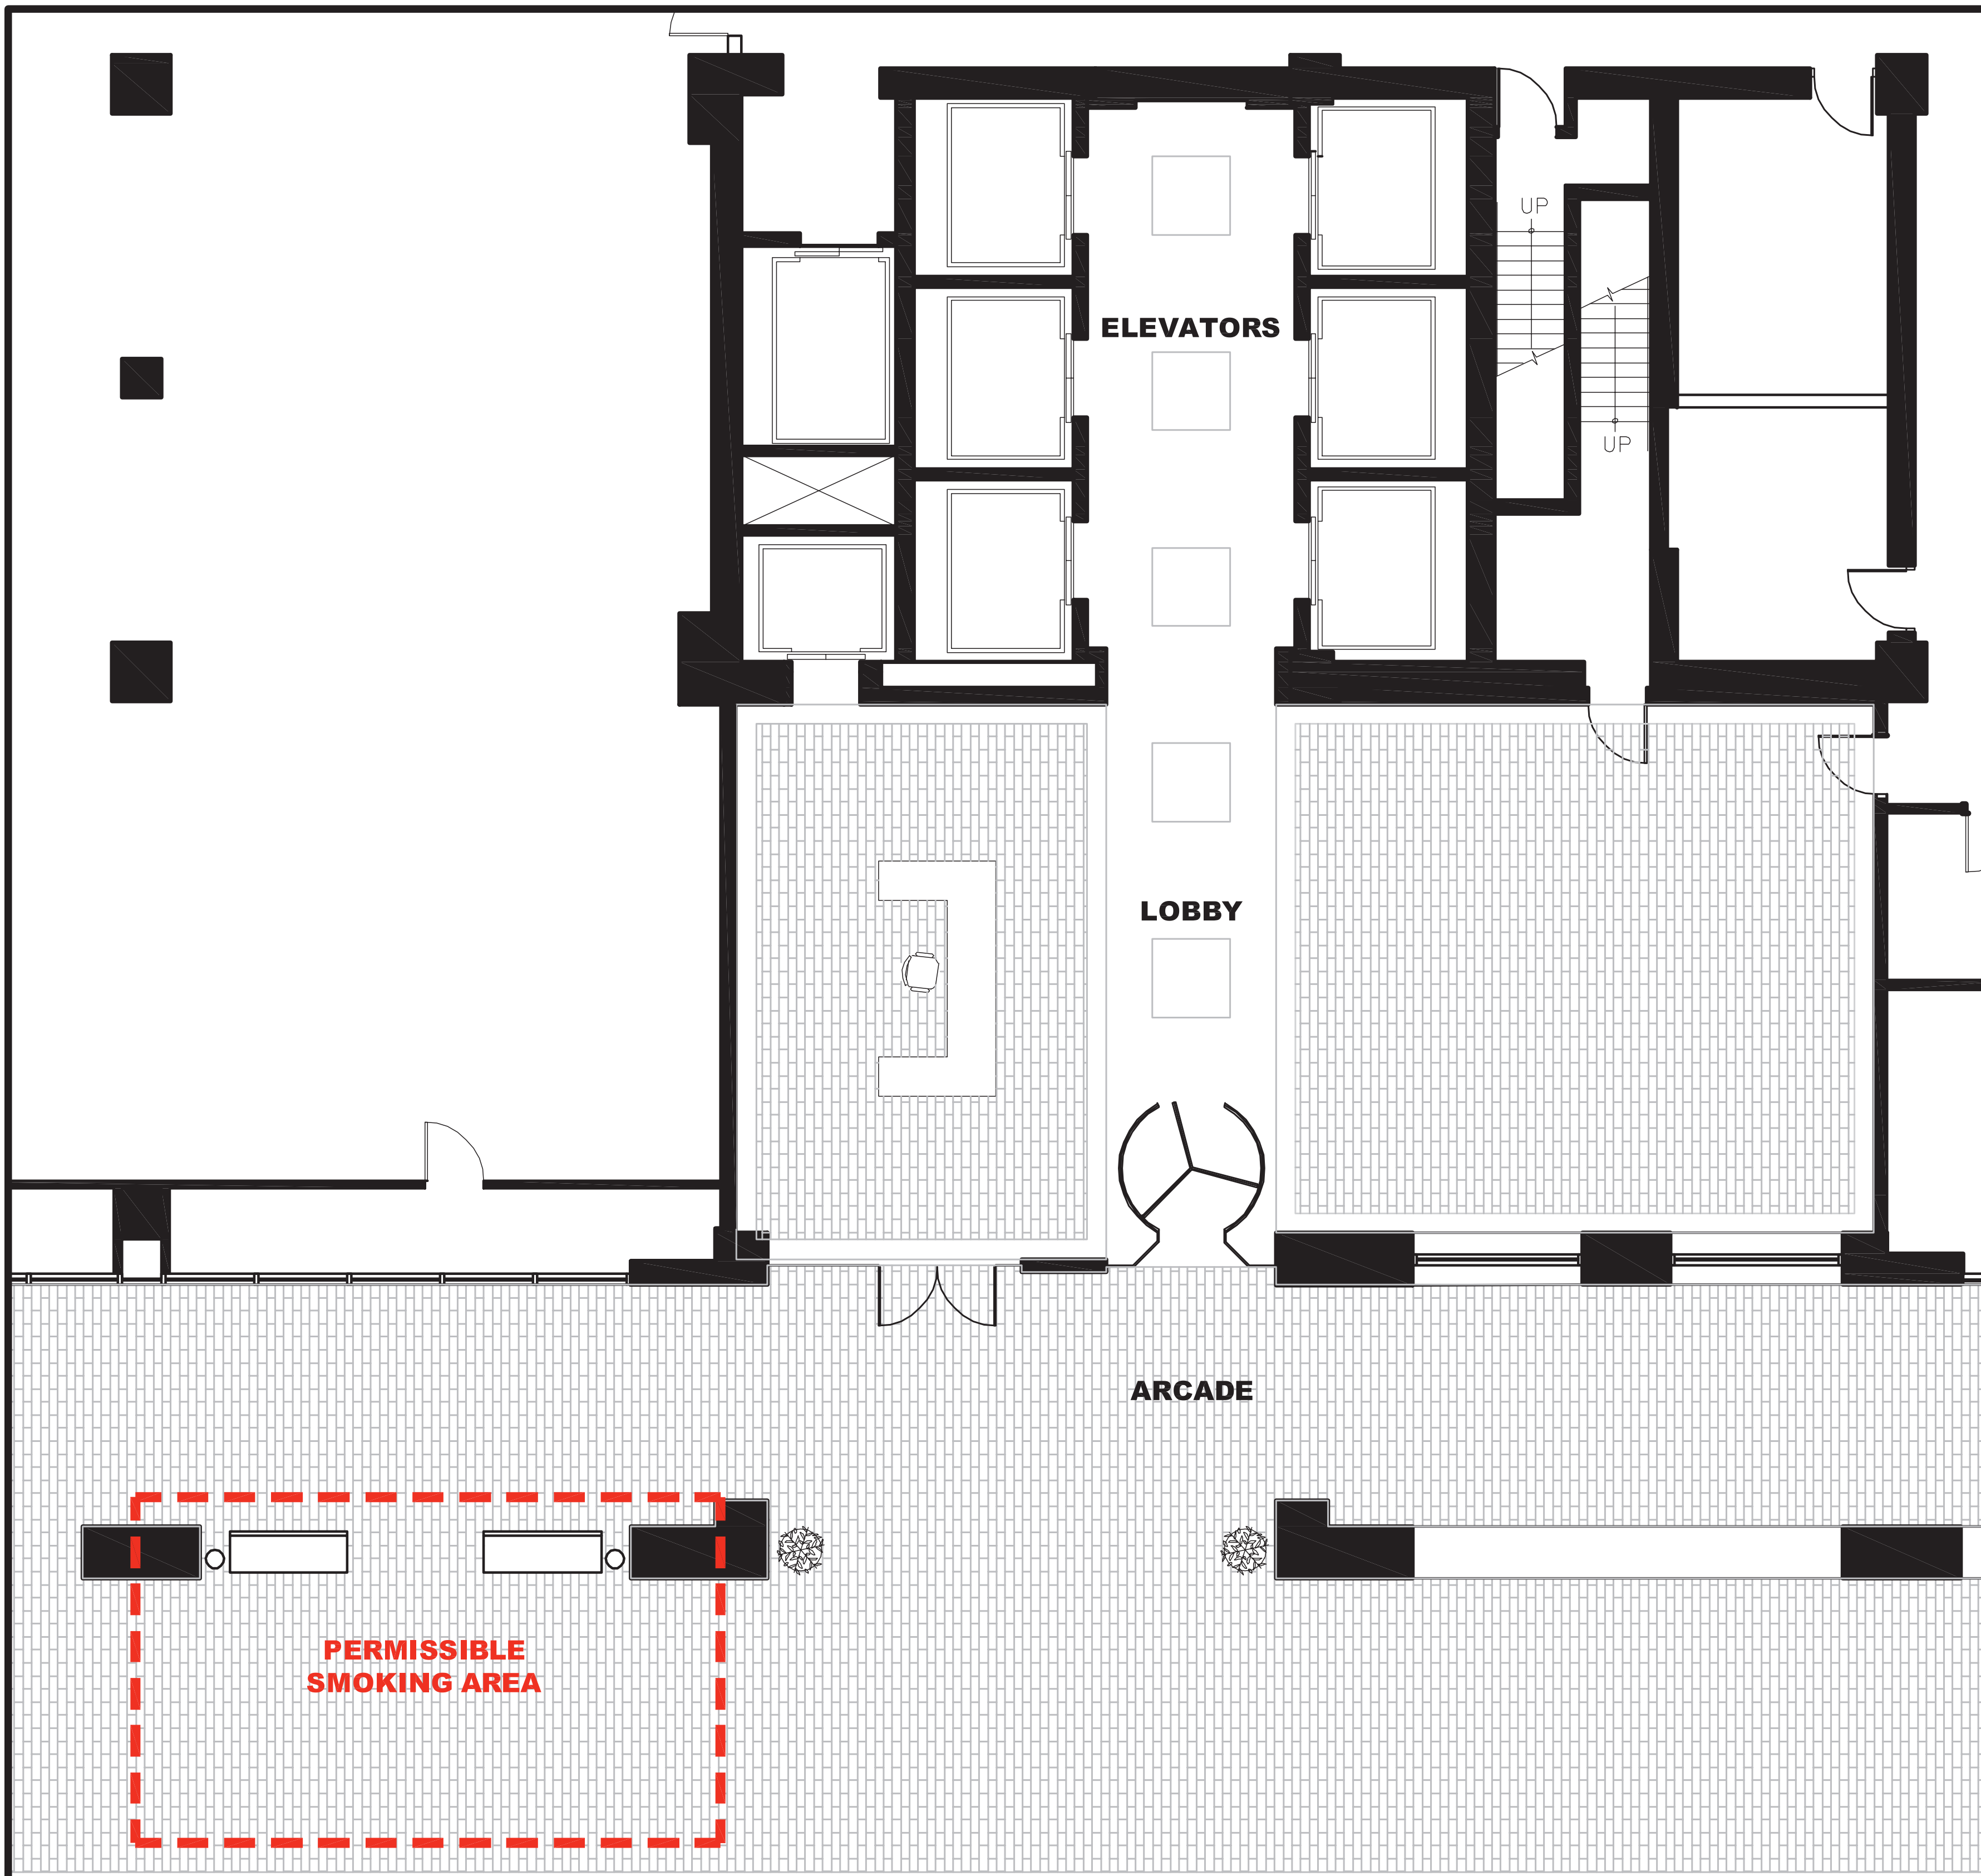 UP
ELEVATORS
UP
LOBBY
ARCADE
PERMISSIBLE
SMOKING AREA